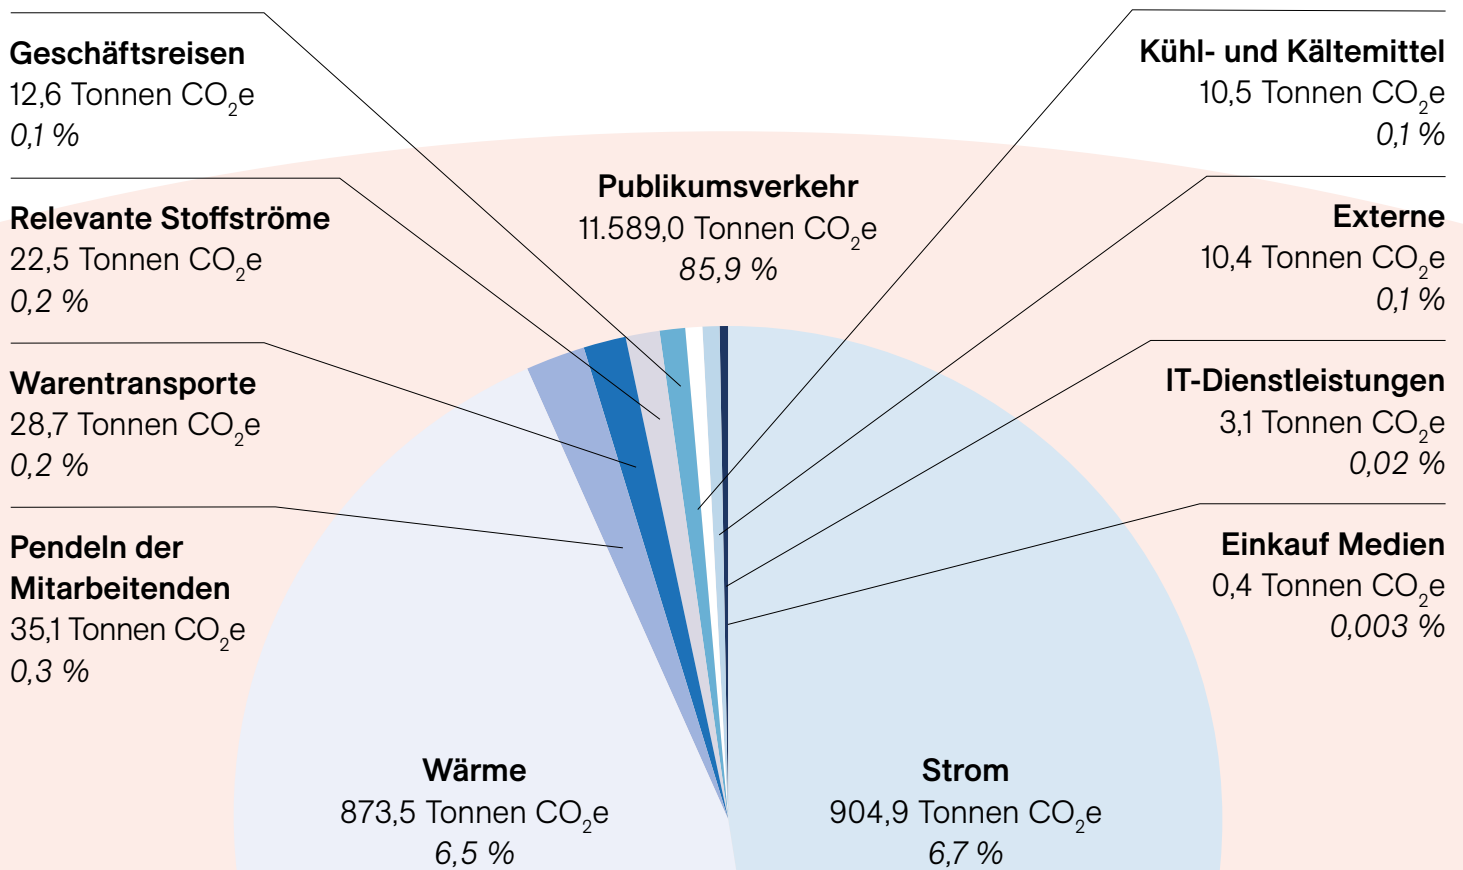 Geschäftsreisen
12,6 Tonnen CO₂e
0,1 %
Relevante Stoffströme
22,5 Tonnen CO₂e
0,2 %
Warentransporte
28,7 Tonnen CO₂e
0,2 %
Pendeln der
Mitarbeitenden
35,1 Tonnen CO₂e
0,3 %
Publikumsverkehr
11.589,0 Tonnen CO₂e
85,9 %
Kühl- und Kältemittel
10,5 Tonnen CO₂e
0,1 %
Externe
10,4 Tonnen CO₂e
0,1 %
IT-Dienstleistungen
3,1 Tonnen CO₂e
0,02 %
Einkauf Medien
0,4 Tonnen CO₂e
0,003 %
Wärme
873,5 Tonnen CO₂e
6,5 %
Strom
904,9 Tonnen CO₂e
6,7 %